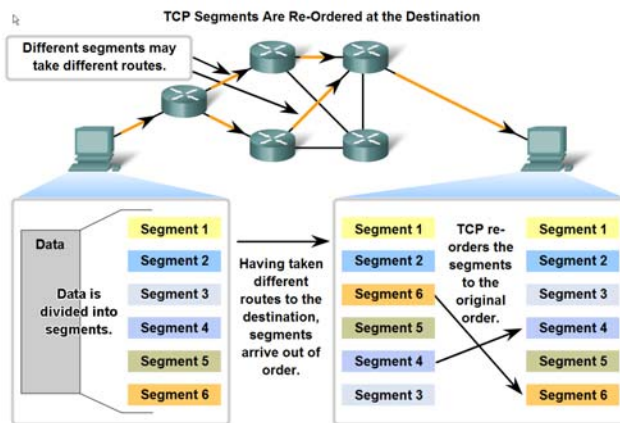 TCP Segments Are Re-Ordered at the Destination
Different segments may
take different routes.
Data
Data is
divided into
segments.
Segment 1
Segment 2
Segment 3
Segment 4
Segment 5
Segment 6
Having taken
different
routes to the
destination,
segments
arrive out of
order.
Segment 1
Segment 2
Segment 6
Segment 5
Segment 4
Segment 3
TCP re-
orders the
segments
to the
original
order.
Segment 1
Segment 2
Segment 3
Segment 4
Segment 5
Segment 6